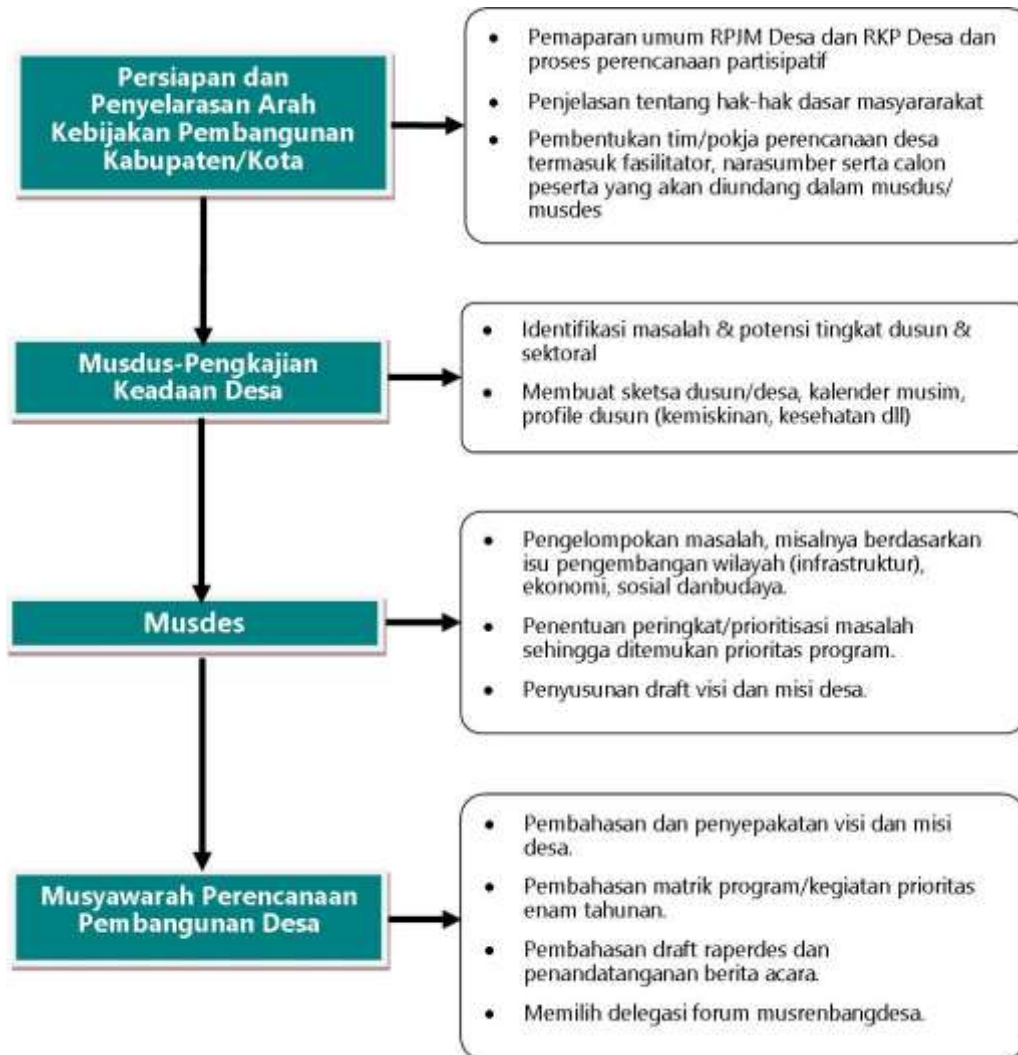 Persiapan dan
Penyelarasan Arah
Kebijakan Pembangunan
Kabupaten/Kota
• Pemaparan umum RPJM Desa dan RKP Desa dan
proses perencanaan partisipatif
• Penjelasan tentang hak-hak dasar masyararakat
• Pembentukan tim/pokja perencanaan desa
termasuk fasilitator, narasumber serta calon
peserta yang akan diundang dalam musdus/
musdes
Musdus-Pengkajian
Keadaan Desa
• Identifikasi masalah & potensi tingkat dusun &
sektoral
• Membuat sketsa dusun/desa, kalender musim,
profile dusun (kemiskinan, kesehatan dll)
Musdes
• Pengelompokan masalah, misalnya berdasarkan
isu pengembangan wilayah (infrastruktur),
ekonomi, sosial danbudaya.
• Penentuan peringkat/prioritisasi masalah
sehingga ditemukan prioritas program.
• Penyusunan draft visi dan misi desa.
Musyawarah Perencanaan
Pembangunan Desa
• Pembahasan dan penyepakatan visi dan misi
desa.
• Pembahasan matrik program/kegiatan prioritas
enam tahunan.
• Pembahasan draft raperdes dan
penandatanganan berita acara.
• Memilih delegasi forum musrenbangdesa.